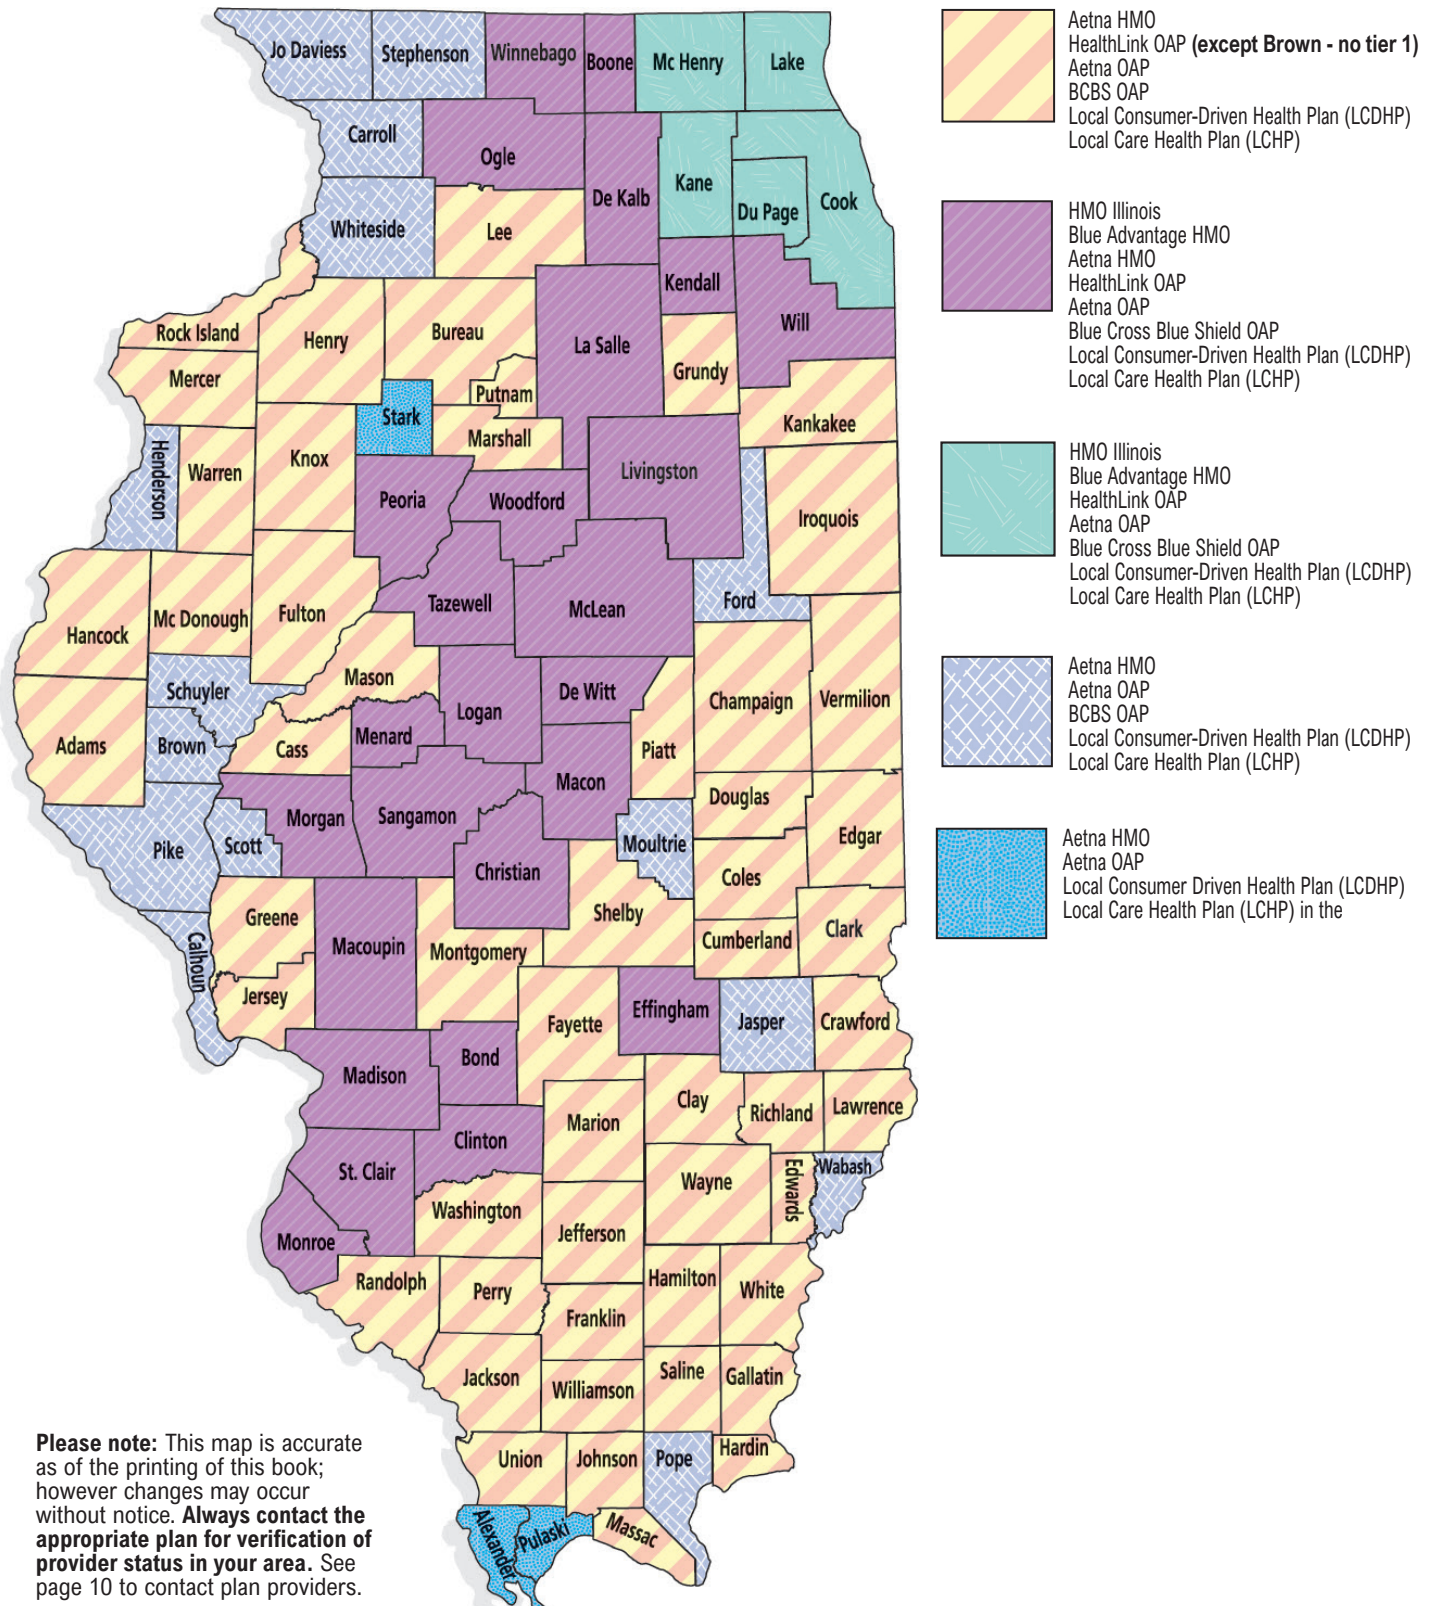 Jo Daviess
Stephenson
Winnebago
Boone
Mc Henry
Lake
Carroll
Ogle
De Kalb
Kane
Du Page
Cook
Whiteside
Lee
Kendall
Will
Rock Island
Henry
Bureau
La Salle
Grundy
Mercer
Putnam
Stark
Kankakee
Marshall
Henderson
Warren
Knox
Peoria
Woodford
Livingston
Iroquois
Ford
Hancock
Mc Donough
Fulton
Tazewell
McLean
Schuyler
Mason
Logan
De Witt
Champaign
Vermilion
Adams
Brown
Cass
Menard
Piatt
Macon
Douglas
Edgar
Morgan
Sangamon
Pike
Scott
Moultrie
Christian
Coles
Shelby
Greene
Calhoun
Macoupin
Montgomery
Cumberland
Clark
Jersey
Effingham
Fayette
Jasper
Crawford
Bond
Madison
Clay
Richland
Lawrence
Marion
Clinton
St. Clair
Wayne
Edwards
Wabash
Washington
Jefferson
Monroe
Randolph
Perry
Hamilton
White
Franklin
Jackson
Williamson
Saline
Gallatin
Union
Johnson
Pope
Hardin
Alexander
Pulaski
Massac
Aetna HMO
HealthLink OAP (except Brown - no tier 1)
Aetna OAP
BCBS OAP
Local Consumer-Driven Health Plan (LCDHP)
Local Care Health Plan (LCHP)
HMO Illinois
Blue Advantage HMO
Aetna HMO
HealthLink OAP
Aetna OAP
Blue Cross Blue Shield OAP
Local Consumer-Driven Health Plan (LCDHP)
Local Care Health Plan (LCHP)
HMO Illinois
Blue Advantage HMO
HealthLink OAP
Aetna OAP
Blue Cross Blue Shield OAP
Local Consumer-Driven Health Plan (LCDHP)
Local Care Health Plan (LCHP)
Aetna HMO
Aetna OAP
BCBS OAP
Local Consumer-Driven Health Plan (LCDHP)
Local Care Health Plan (LCHP)
Aetna HMO
Aetna OAP
Local Consumer Driven Health Plan (LCDHP)
Local Care Health Plan (LCHP) in the
Please note: This map is accurate
as of the printing of this book;
however changes may occur
without notice. Always contact the
appropriate plan for verification of
provider status in your area. See
page 10 to contact plan providers.